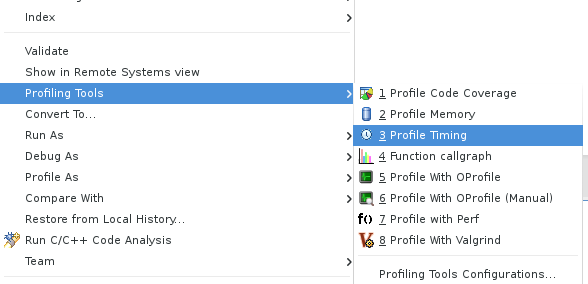 Index
Validate
Show in Remote Systems view
Profiling Tools
Convert To...
Run As
Debug As
Profile As
Compare With
Restore from Local History...
Run C/C++ Code Analysis
Team
1 Profile Code Coverage
2 Profile Memory
3 Profile Timing
4 Function callgraph
5 Profile With OProfile
6 Profile With OProfile (Manual)
f() 7 Profile with Perf
8 Profile With Valgrind
Profiling Tools Configurations...